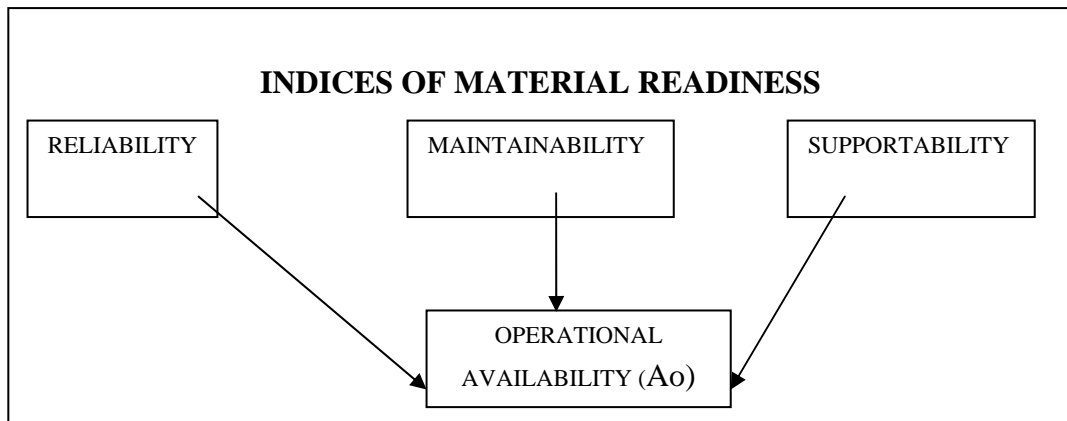 INDICES OF MATERIAL READINESS
RELIABILITY
MAINTAINABILITY
SUPPORTABILITY
OPERATIONAL
AVAILABILITY (Ao)